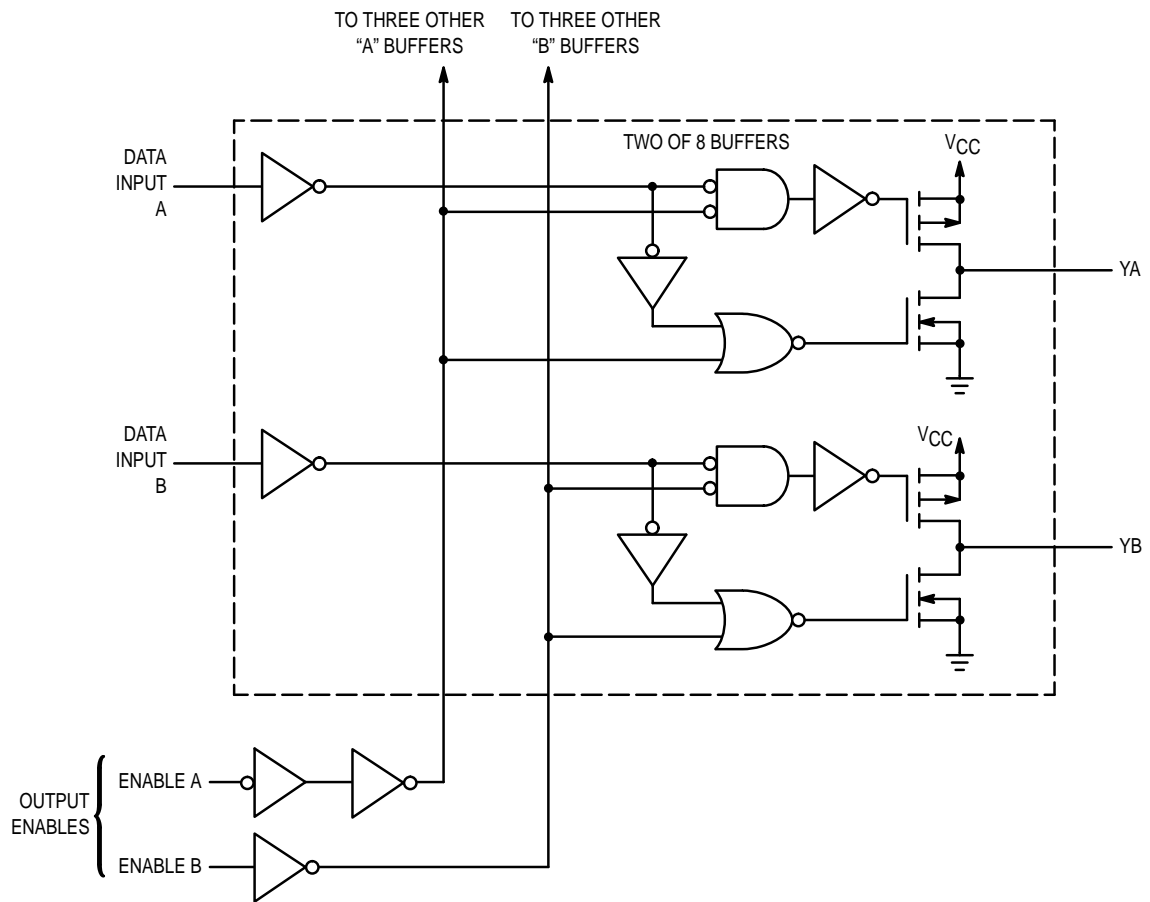 TO THREE OTHER
“A” BUFFERS
TO THREE OTHER
“B” BUFFERS
TWO OF 8 BUFFERS
DATA
INPUT
A
VCC
YA
DATA
INPUT
B
VCC
YB
OUTPUT
ENABLES
ENABLE A
ENABLE B